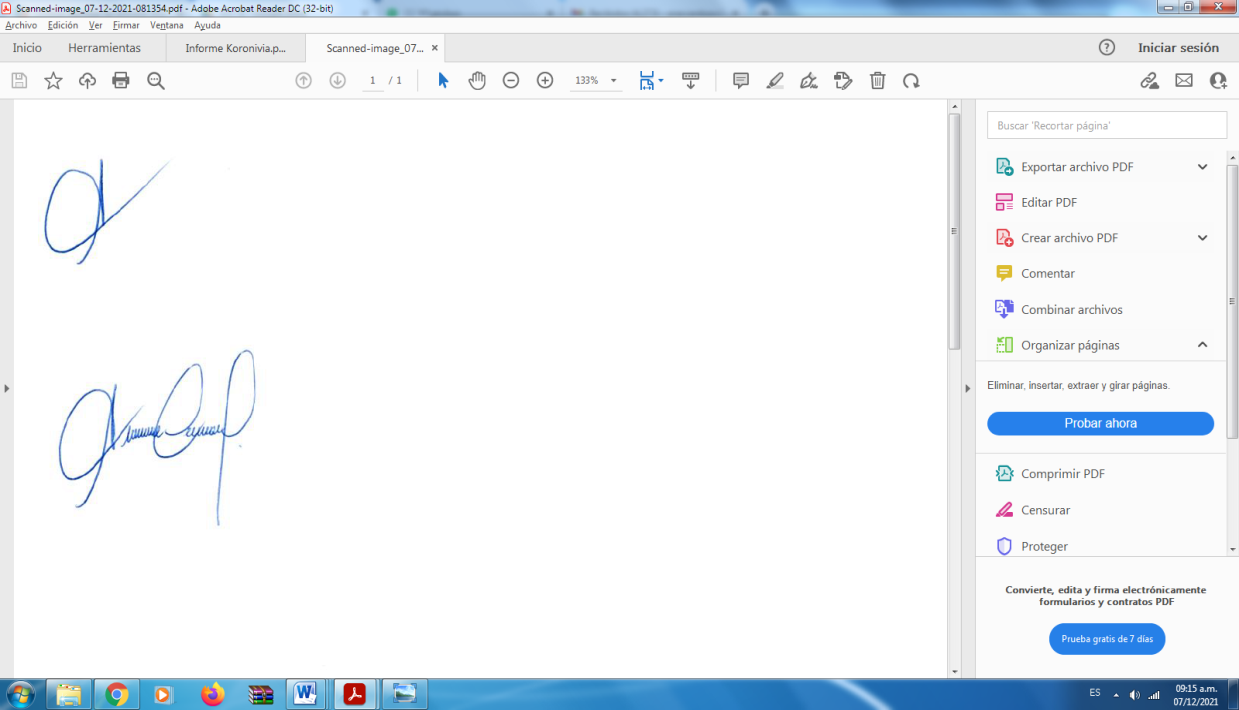 Scanned-image_07-12-2021-081354.pdf - Adobe Acrobat Reader DC (32-bit)
Archivo Edición Ver Firmar Ventana Ayuda
Inicio Herramientas Informe Koronivia.p... Scanned-image_07... × Iniciar sesión
1 / 1 133%
Buscar 'Recortar página'
Exportar archivo PDF
Editar PDF
Crear archivo PDF
Comentar
Combinar archivos
Organizar páginas
Eliminar, insertar, extraer y girar páginas.
Probar ahora
Comprimir PDF
Censurar
Proteger
Convierte, edita y firma electrónicamente
formularios y contratos PDF
Prueba gratis de 7 días
ES
09:15 a.m.
07/12/2021